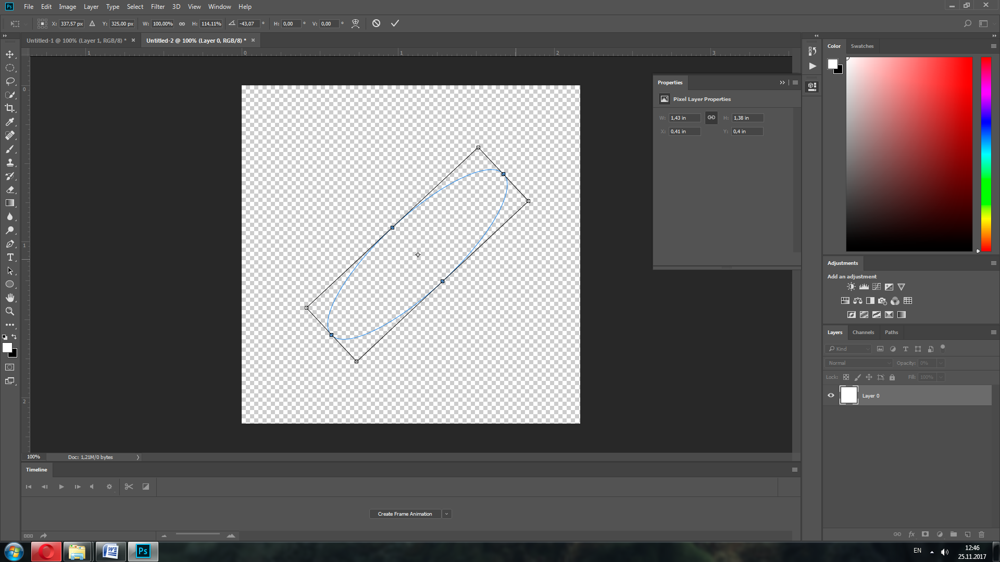 Ps File Edit Image Layer Type Select Filter 3D View Window Help
X: 337,57 px Y: 325,00 px W: 100,00% H: 114,11% -43,07 ° H: 0,00 ° V: 0,00 °
Untitled-1 @ 100% (Layer 1, RGB/8) * × Untitled-2 @ 100% (Layer 0, RGB/8) * ×
1 0 1 2 3
0
1
2
Properties
Pixel Layer Properties
W: 1,43 in H: 1,38 in
X: 0,41 in Y: 0,4 in
Color Swatches
Adjustments
Add an adjustment
Layers Channels Paths
Kind
Normal Opacity: 0%
Lock: Fill: 100%
Layer 0
100% Doc: 1,21M/0 bytes
Timeline
Create Frame Animation
Ps
EN
12:46
25.11.2017